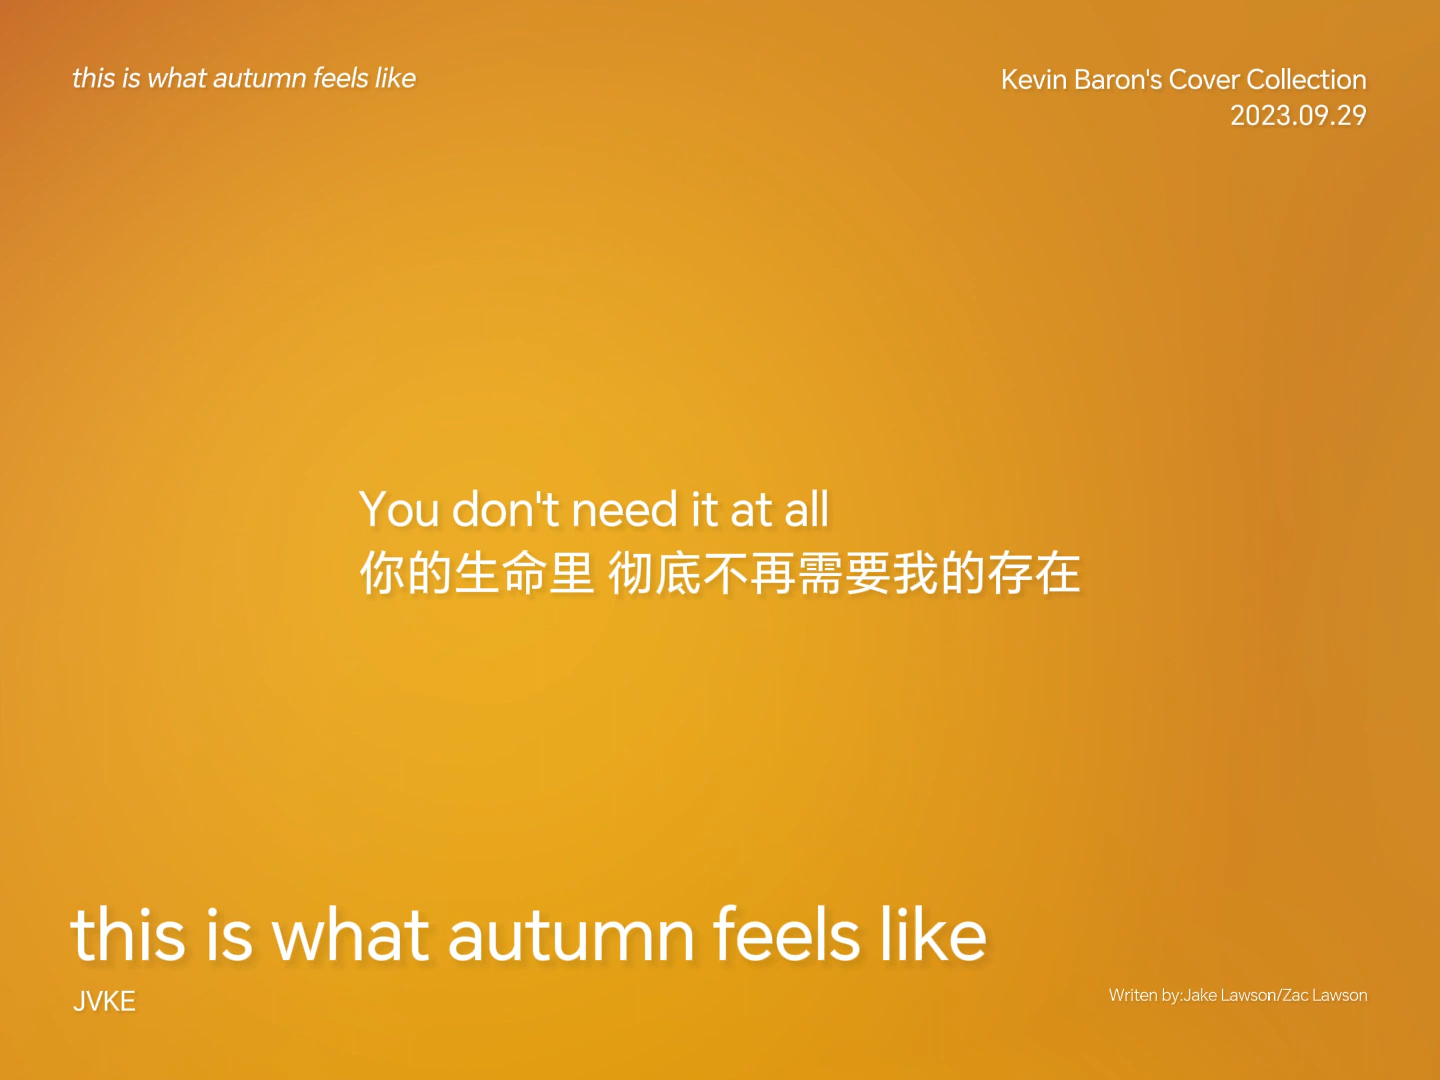 this is what autumn feels like
Kevin Baron's Cover Collection
2023.09.29
You don't need it at all
你的生命里 彻底不再需要我的存在
this is what autumn feels like
JVKE
Writen by:Jake Lawson/Zac Lawson